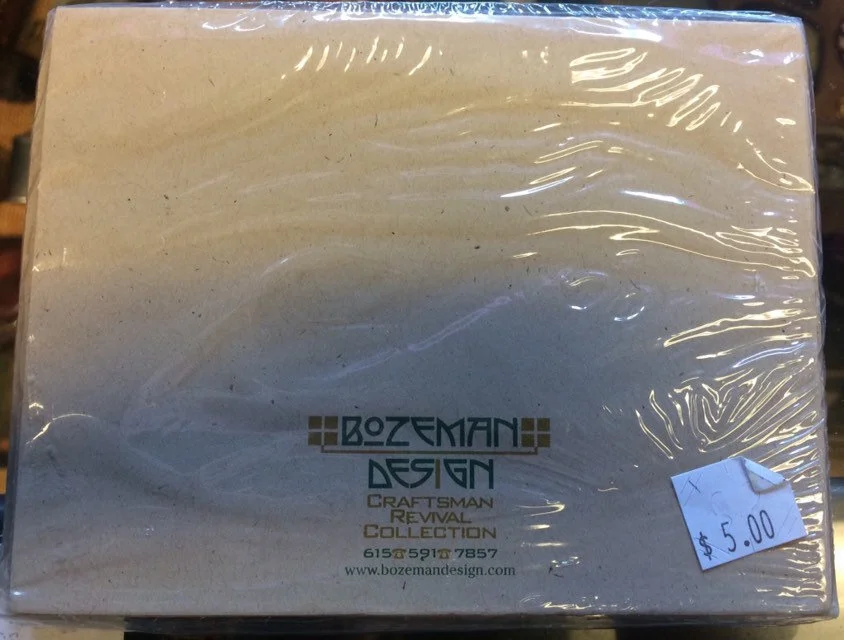 BOZEMAN
DESIGN
CRAFTSMAN
REVIVAL
COLLECTION
615☎591☎7857
www.bozemandesign.com
$5.00